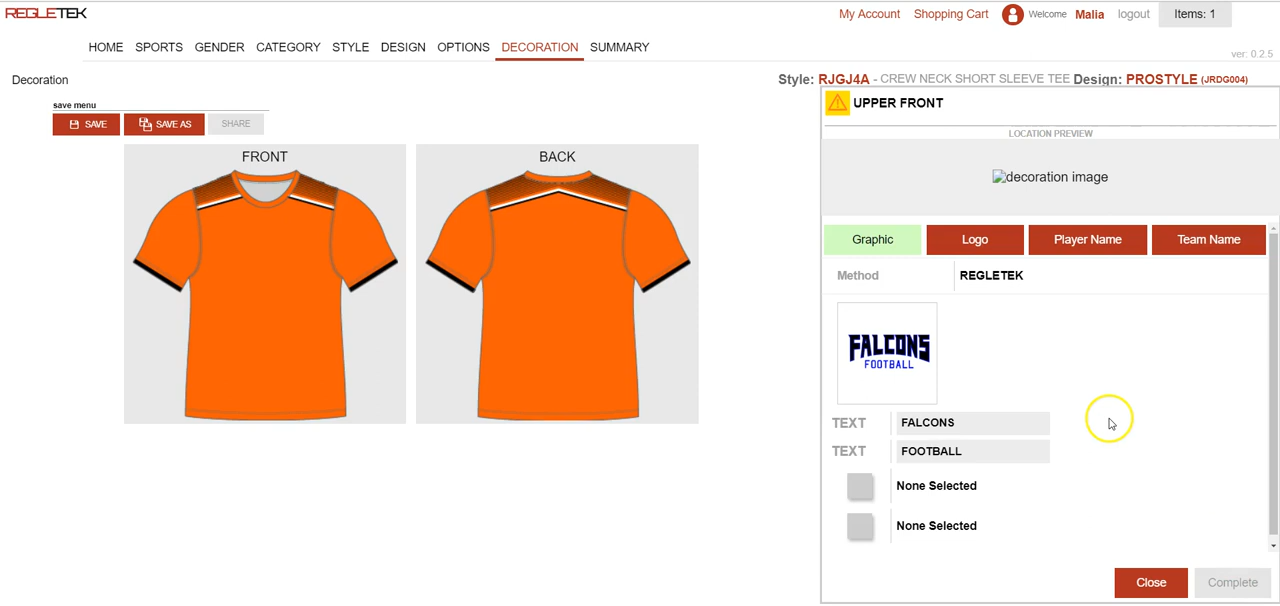 REGLETEK
My Account Shopping Cart Welcome Malia logout Items: 1
HOME SPORTS GENDER CATEGORY STYLE DESIGN OPTIONS DECORATION SUMMARY
ver: 0.2.5
Decoration
Style: RJGJ4A - CREW NECK SHORT SLEEVE TEE Design: PROSTYLE (JRDG004)
save menu
SAVE SAVE AS SHARE
FRONT BACK
UPPER FRONT
LOCATION PREVIEW
decoration image
Graphic Logo Player Name Team Name
Method REGLETEK
FALCONS
FOOTBALL
TEXT FALCONS
TEXT FOOTBALL
None Selected
None Selected
Close Complete